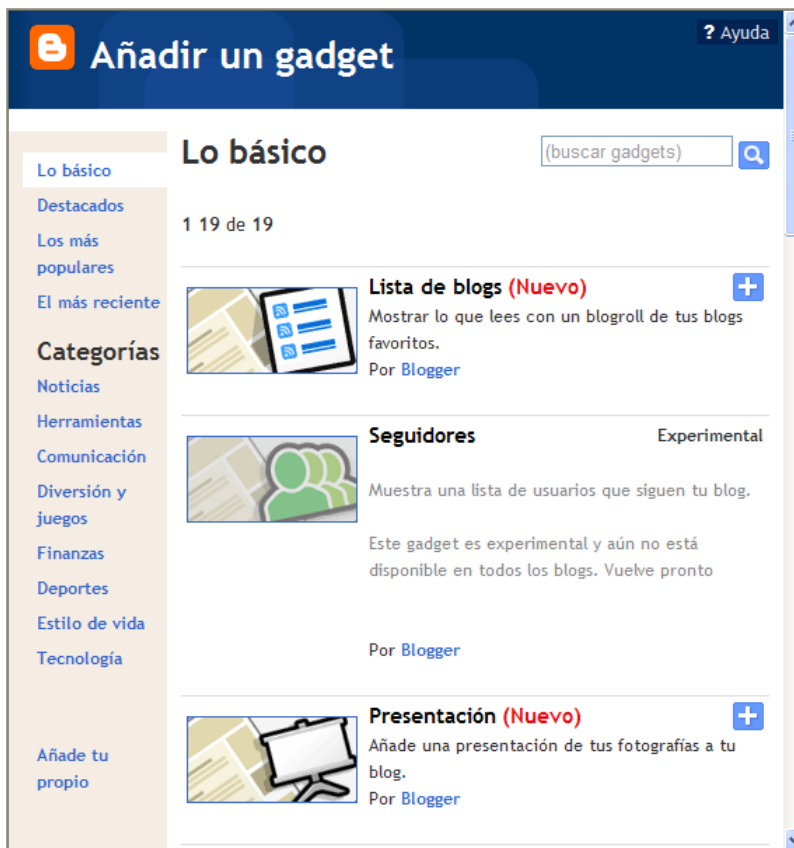 Añadir un gadget
? Ayuda
Lo básico
Destacados
Los más
populares
El más reciente
Categorías
Noticias
Herramientas
Comunicación
Diversión y
juegos
Finanzas
Deportes
Estilo de vida
Tecnología
Añade tu
propio
Lo básico
(buscar gadgets)
1 19 de 19
Lista de blogs (Nuevo)
Mostrar lo que lees con un blogroll de tus blogs
favoritos.
Por Blogger
Seguidores
Experimental
Muestra una lista de usuarios que siguen tu blog.
Este gadget es experimental y aún no está
disponible en todos los blogs. Vuelve pronto
Por Blogger
Presentación (Nuevo)
Añade una presentación de tus fotografías a tu
blog.
Por Blogger